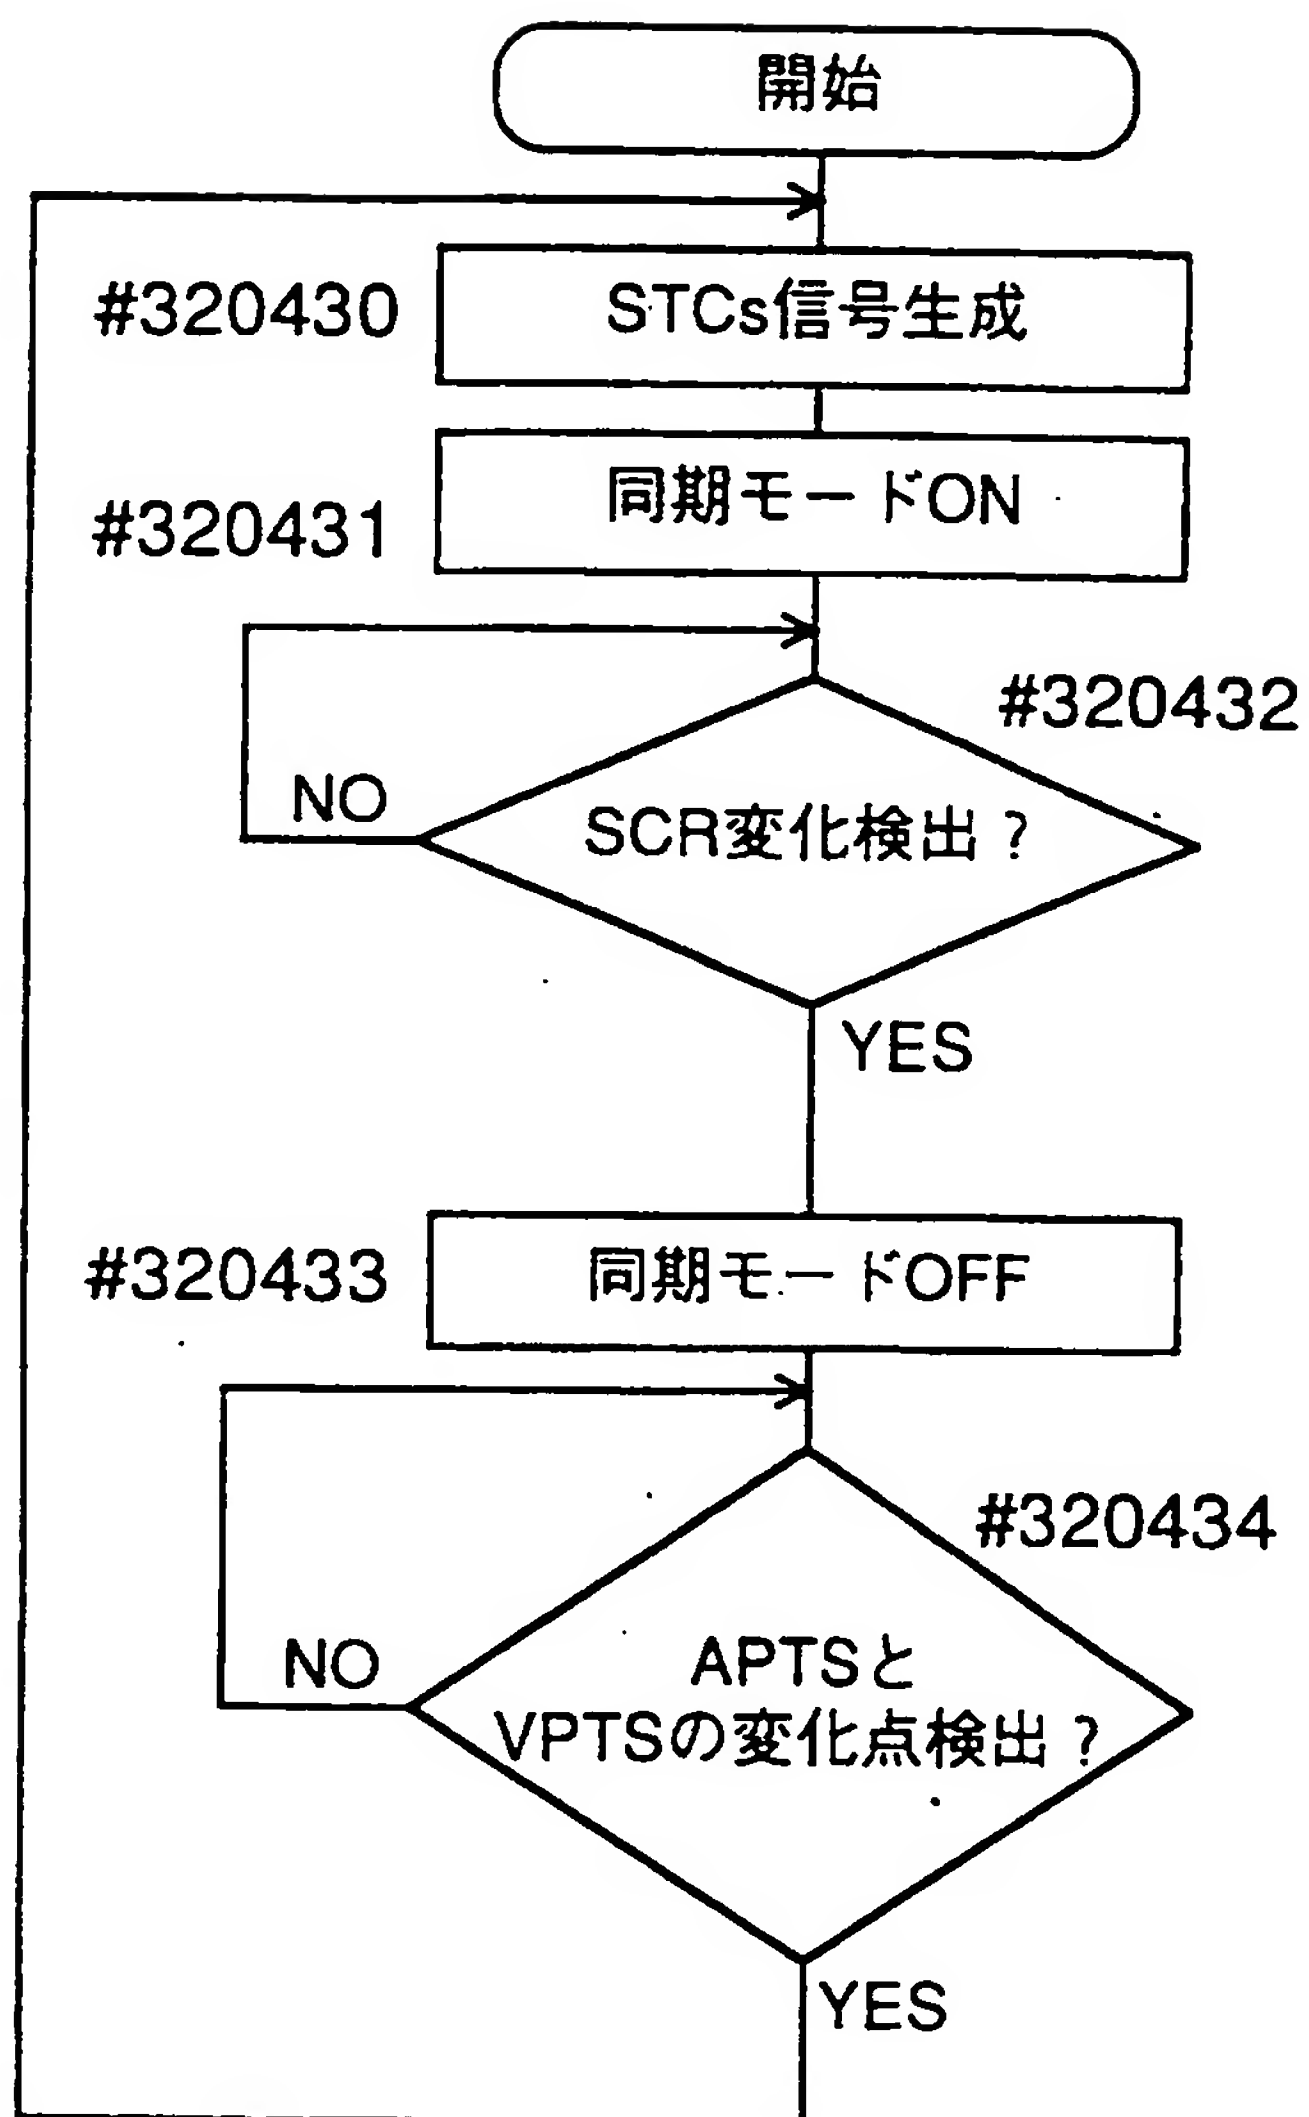 開始
#320430
STCs信号生成
#320431
同期モードON
#320432
NO
SCR変化検出？
YES
#320433
同期モードOFF
#320434
NO
APTSと
VPTSの変化点検出？
YES